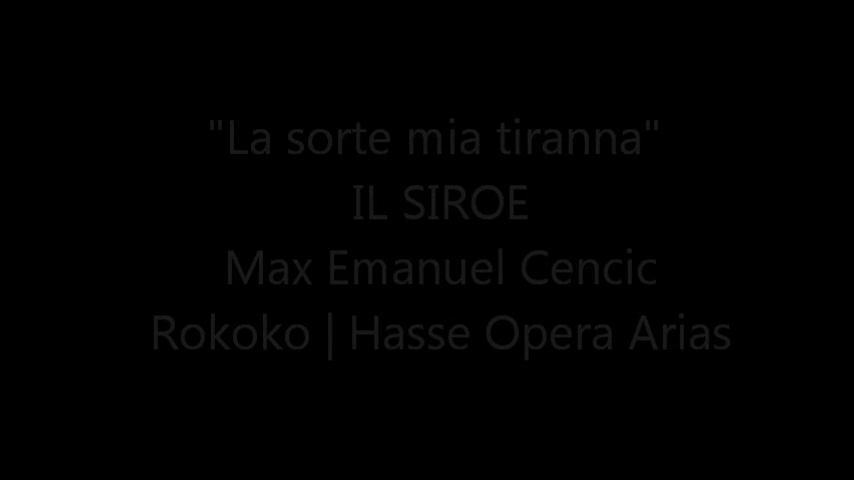 "La sorte mia tiranna"
IL SIROE
Max Emanuel Cencic
Rokoko | Hasse Opera Arias